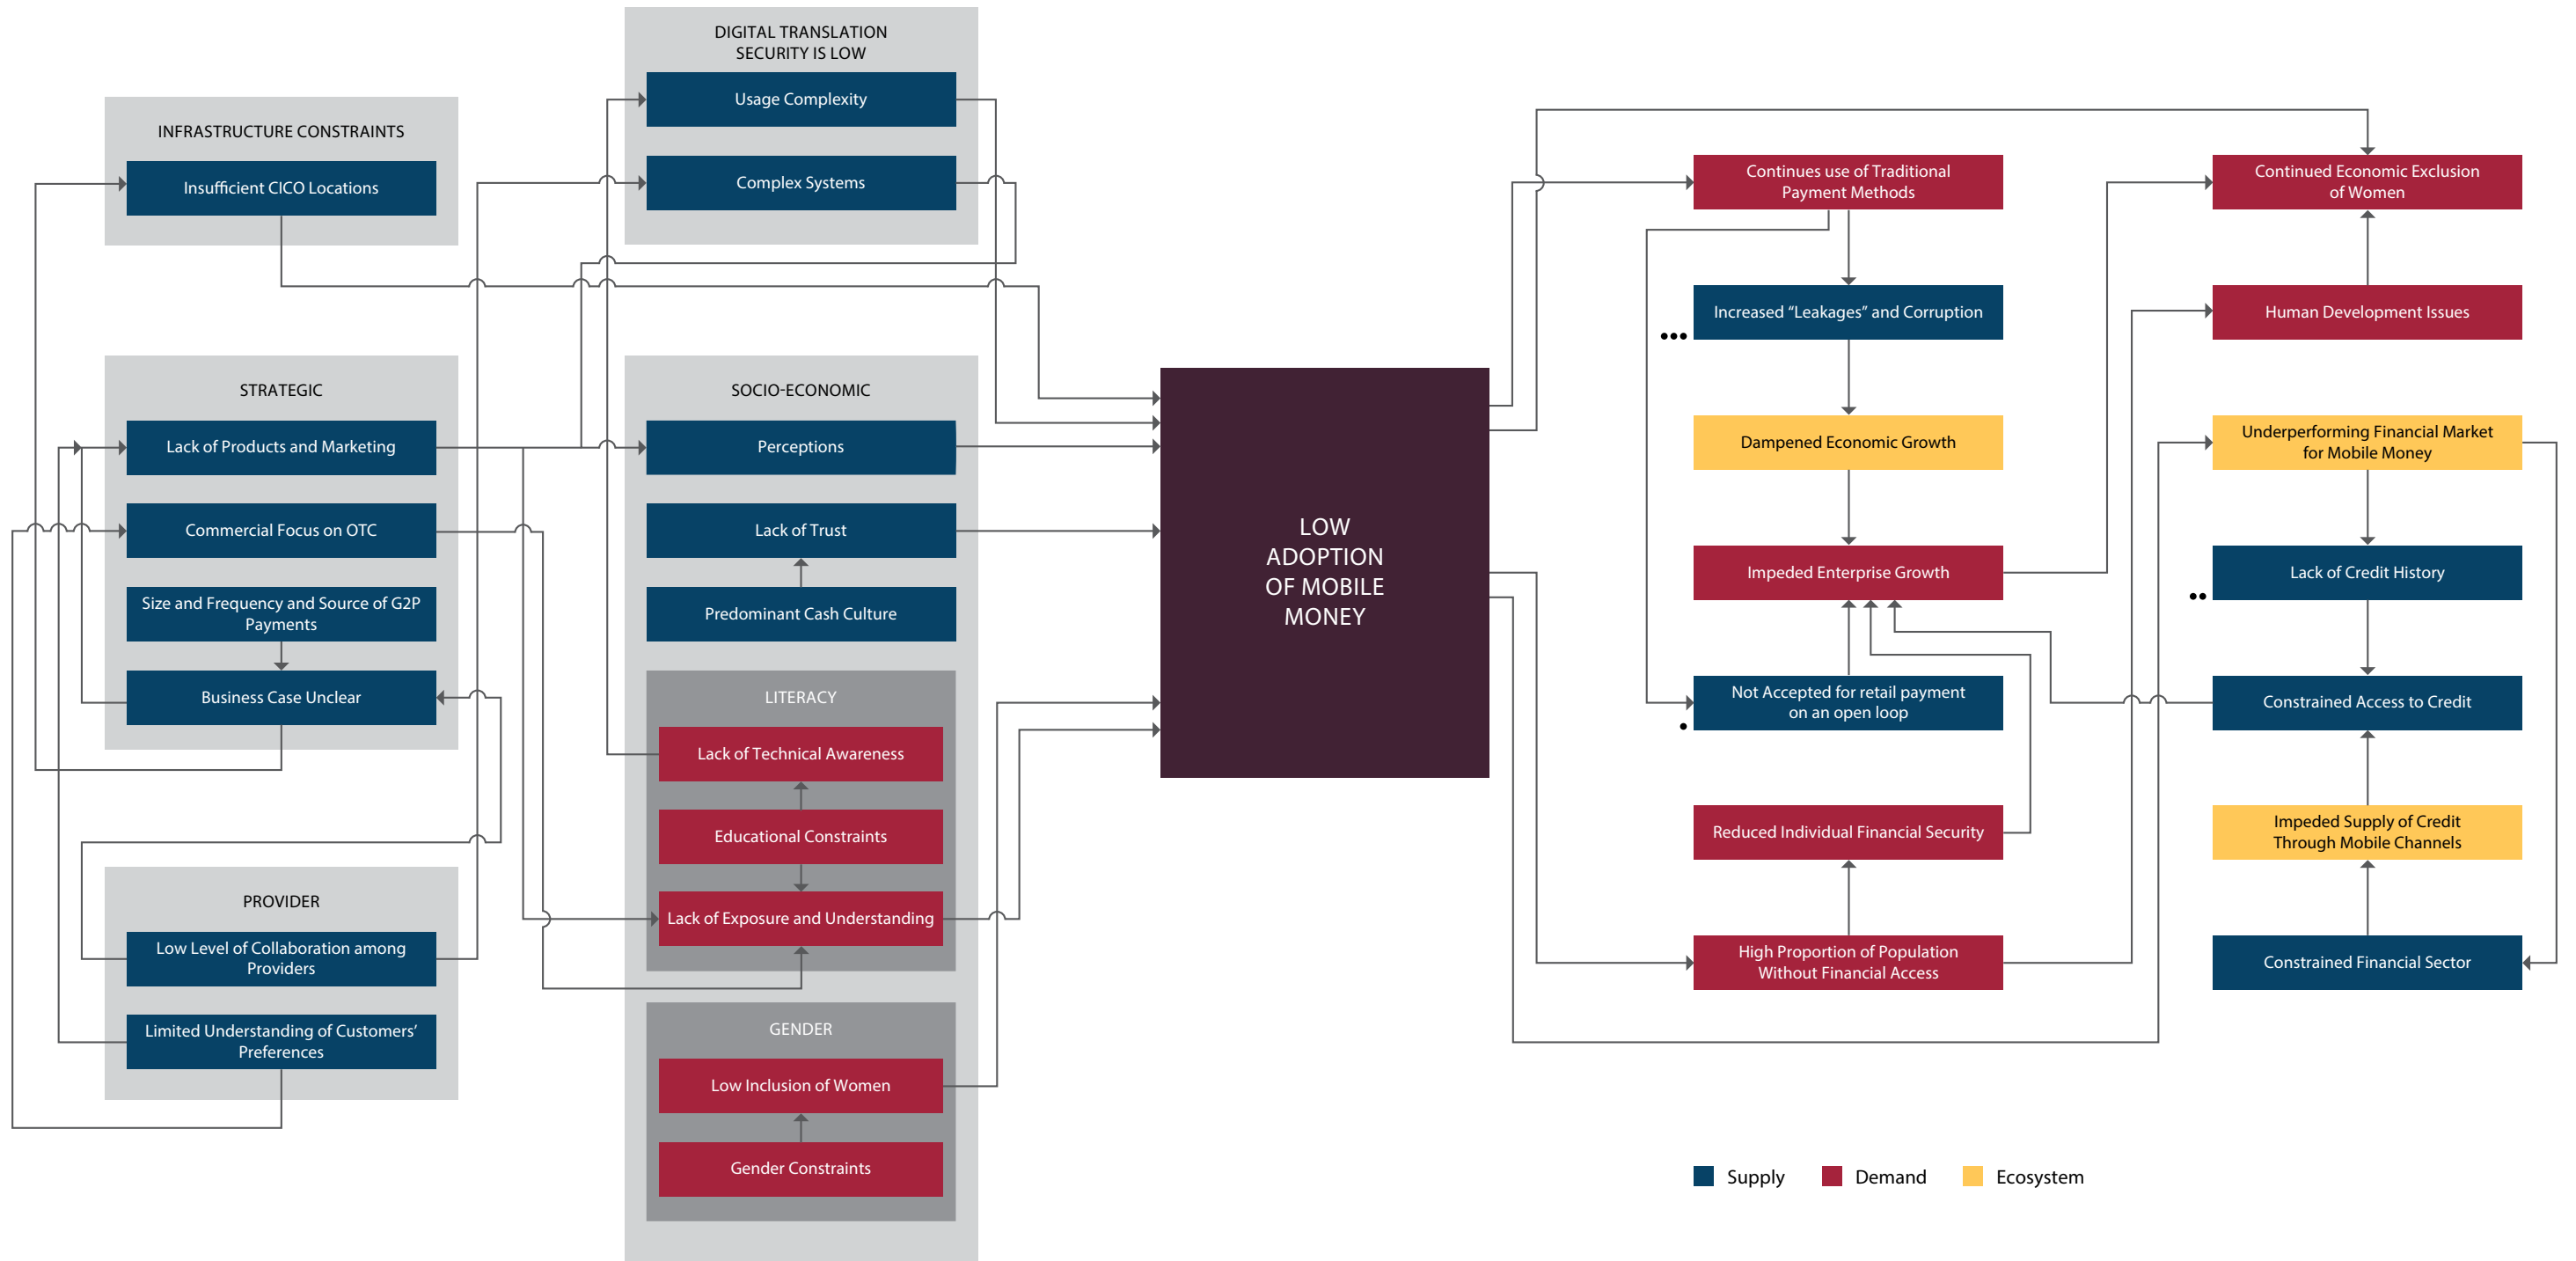 DIGITAL TRANSLATION
SECURITY IS LOW
Usage Complexity
Complex Systems
INFRASTRUCTURE CONSTRAINTS
Insufficient CICO Locations
STRATEGIC
Lack of Products and Marketing
Commercial Focus on OTC
Size and Frequency and Source of G2P
Payments
Business Case Unclear
PROVIDER
Low Level of Collaboration among
Providers
Limited Understanding of Customers’
Preferences
SOCIO-ECONOMIC
Perceptions
Lack of Trust
Predominant Cash Culture
LITERACY
Lack of Technical Awareness
Educational Constraints
Lack of Exposure and Understanding
GENDER
Low Inclusion of Women
Gender Constraints
LOW
ADOPTION
OF MOBILE
MONEY
Continues use of Traditional
Payment Methods
Increased “Leakages” and Corruption
Dampened Economic Growth
Impeded Enterprise Growth
Not Accepted for retail payment
on an open loop
Reduced Individual Financial Security
High Proportion of Population
Without Financial Access
Continued Economic Exclusion
of Women
Human Development Issues
Underperforming Financial Market
for Mobile Money
Lack of Credit History
Constrained Access to Credit
Impeded Supply of Credit
Through Mobile Channels
Constrained Financial Sector
Supply
Demand
Ecosystem